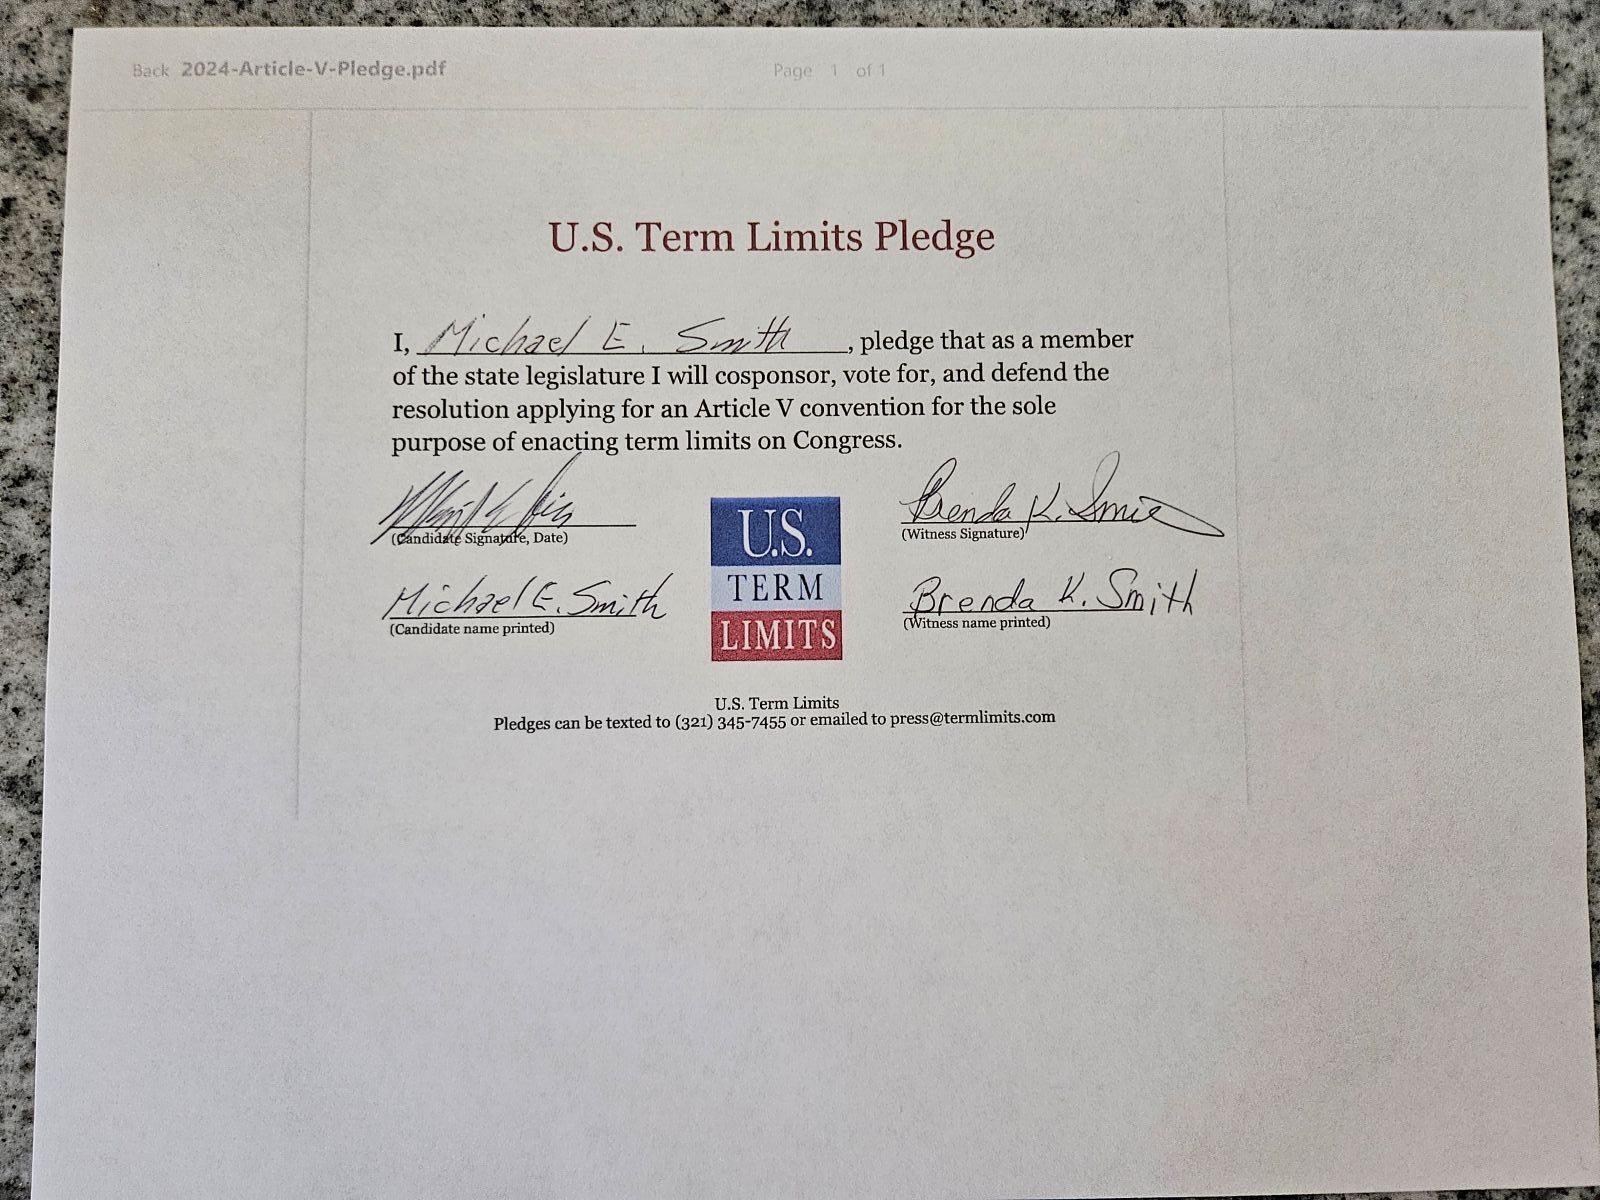 Back 2024-Article-V-Pledge.pdf Page 1 of 1
U.S. Term Limits Pledge
I, Michael E. Smith, pledge that as a member
of the state legislature I will cosponsor, vote for, and defend the
resolution applying for an Article V convention for the sole
purpose of enacting term limits on Congress.
Brenda K. Smith
(Candidate Signature, Date)
(Witness Signature)
Michael E. Smith
Brenda K. Smith
(Candidate name printed)
(Witness name printed)
U.S.
TERM
LIMITS
U.S. Term Limits
Pledges can be texted to (321) 345-7455 or emailed to press@termlimits.com